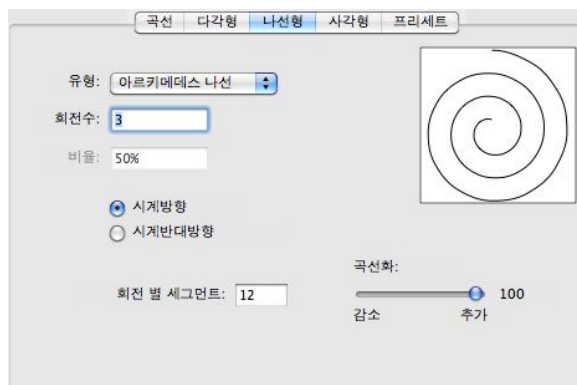 곡선 다각형 나선형 사각형 프리세트
유형: 아르키메데스 나선
회전수: 3
비율: 50%
시계방향
시계반대방향
곡선화:
회전 별 세그먼트: 12
100
감소 추가